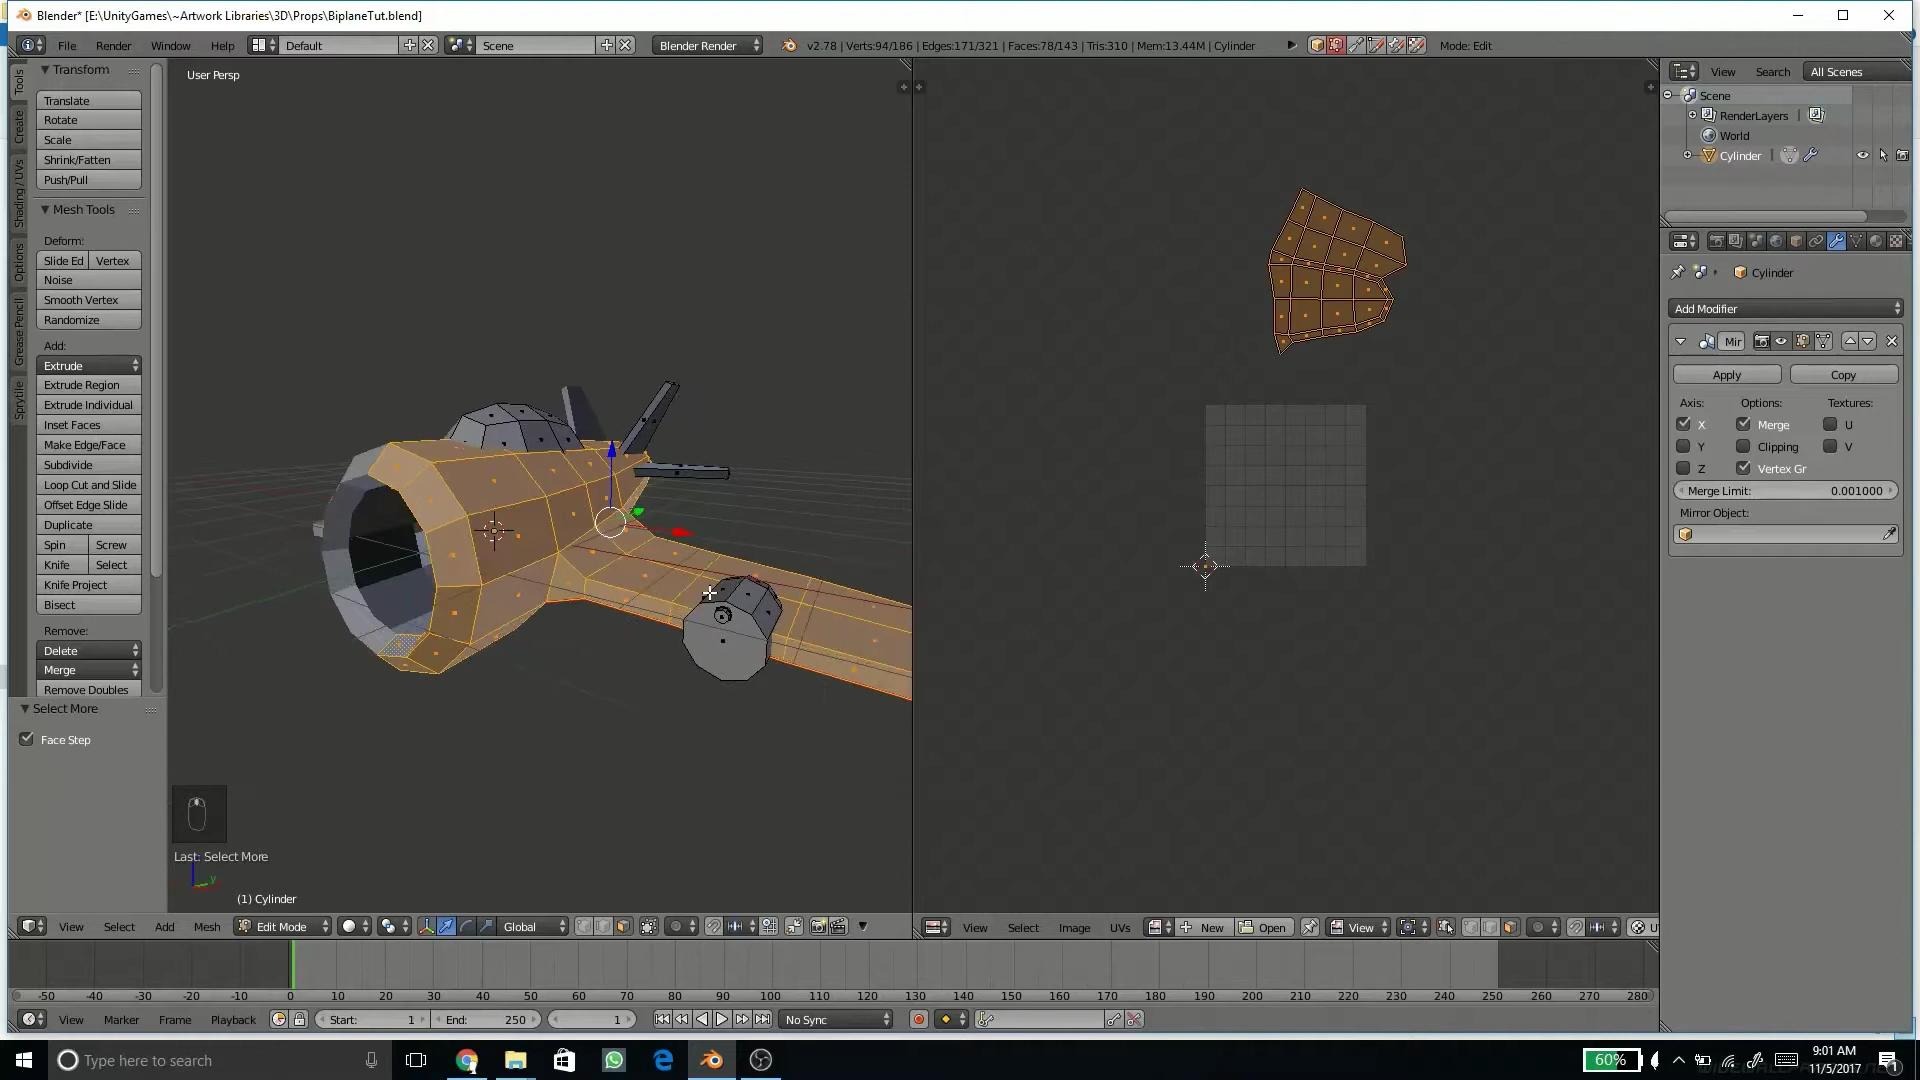 Blender* [E:\UnityGames\~Artwork Libraries\3D\Props\BiplaneTut.blend]
File Render Window Help Default Scene Blender Render v2.78 | Verts:94/186 | Edges:171/321 | Faces:78/143 | Tris:310 | Mem:13.44M | Cylinder Mode: Edit
Tools
Create
Shading / UVs
Options
Grease Pencil
Sprytile
Transform
Translate
Rotate
Scale
Shrink/Fatten
Push/Pull
Mesh Tools
Deform:
Slide Ed Vertex
Noise
Smooth Vertex
Randomize
Add:
Extrude
Extrude Region
Extrude Individual
Inset Faces
Make Edge/Face
Subdivide
Loop Cut and Slide
Offset Edge Slide
Duplicate
Spin Screw
Knife Select
Knife Project
Bisect
Remove:
Delete
Merge
Remove Doubles
Select More
Face Step
User Persp
Last: Select More
y
(1) Cylinder
View Select Add Mesh Edit Mode Global
View Select Image UVs New Open View U
View Search All Scenes
Scene
RenderLayers |
World
Cylinder |
Cylinder
Add Modifier
Mir
Apply Copy
Axis: Options: Textures:
X Merge U
Y Clipping V
Z Vertex Gr
Merge Limit: 0.001000
Mirror Object:
-50 -40 -30 -20 -10 0 10 20 30 40 50 60 70 80 90 100 110 120 130 140 150 160 170 180 190 200 210 220 230 240 250 260 270 280
View Marker Frame Playback Start: 1 End: 250 1 No Sync
Type here to search
60%
9:01 AM
11/5/2017
1